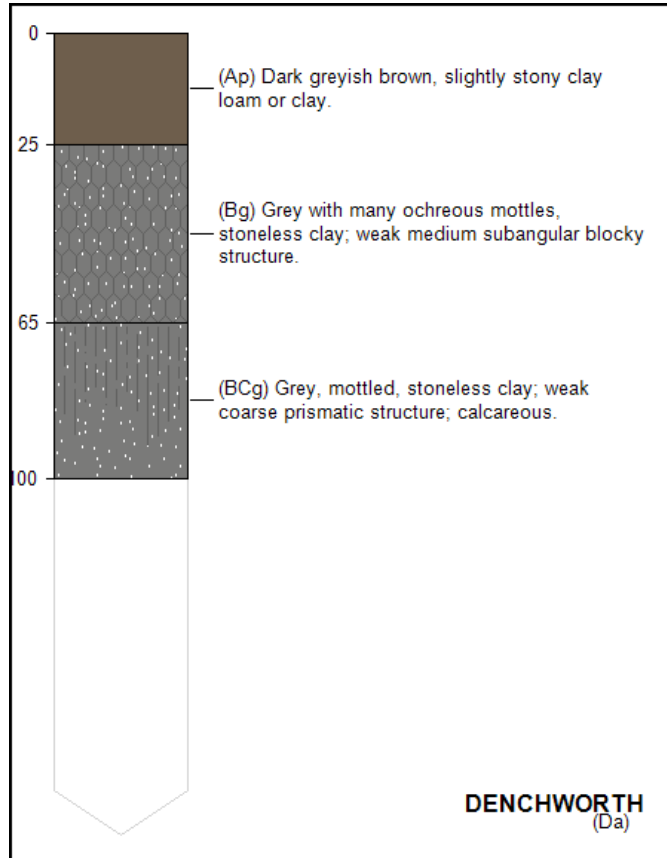 0
(Ap) Dark greyish brown, slightly stony clay
loam or clay.
25
(Bg) Grey with many ochreous mottles,
stoneless clay; weak medium subangular blocky
structure.
65
(BCg) Grey, mottled, stoneless clay; weak
coarse prismatic structure; calcareous.
100
DENCHWORTH
(Da)